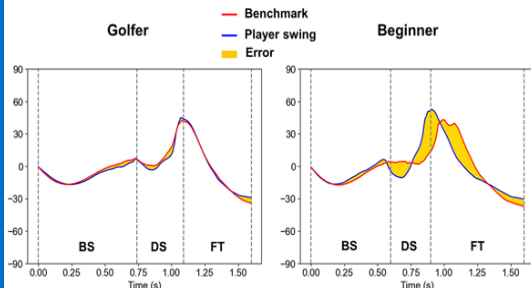 Benchmark
Player swing
Error
Golfer
Beginner
90
60
30
0
−30
−60
−90
BS
DS
FT
0.00
0.25
0.50
0.75
1.00
1.25
1.50
Time (s)
90
60
30
0
−30
−60
−90
BS
DS
FT
0.00
0.25
0.50
0.75
1.00
1.25
1.50
Time (s)